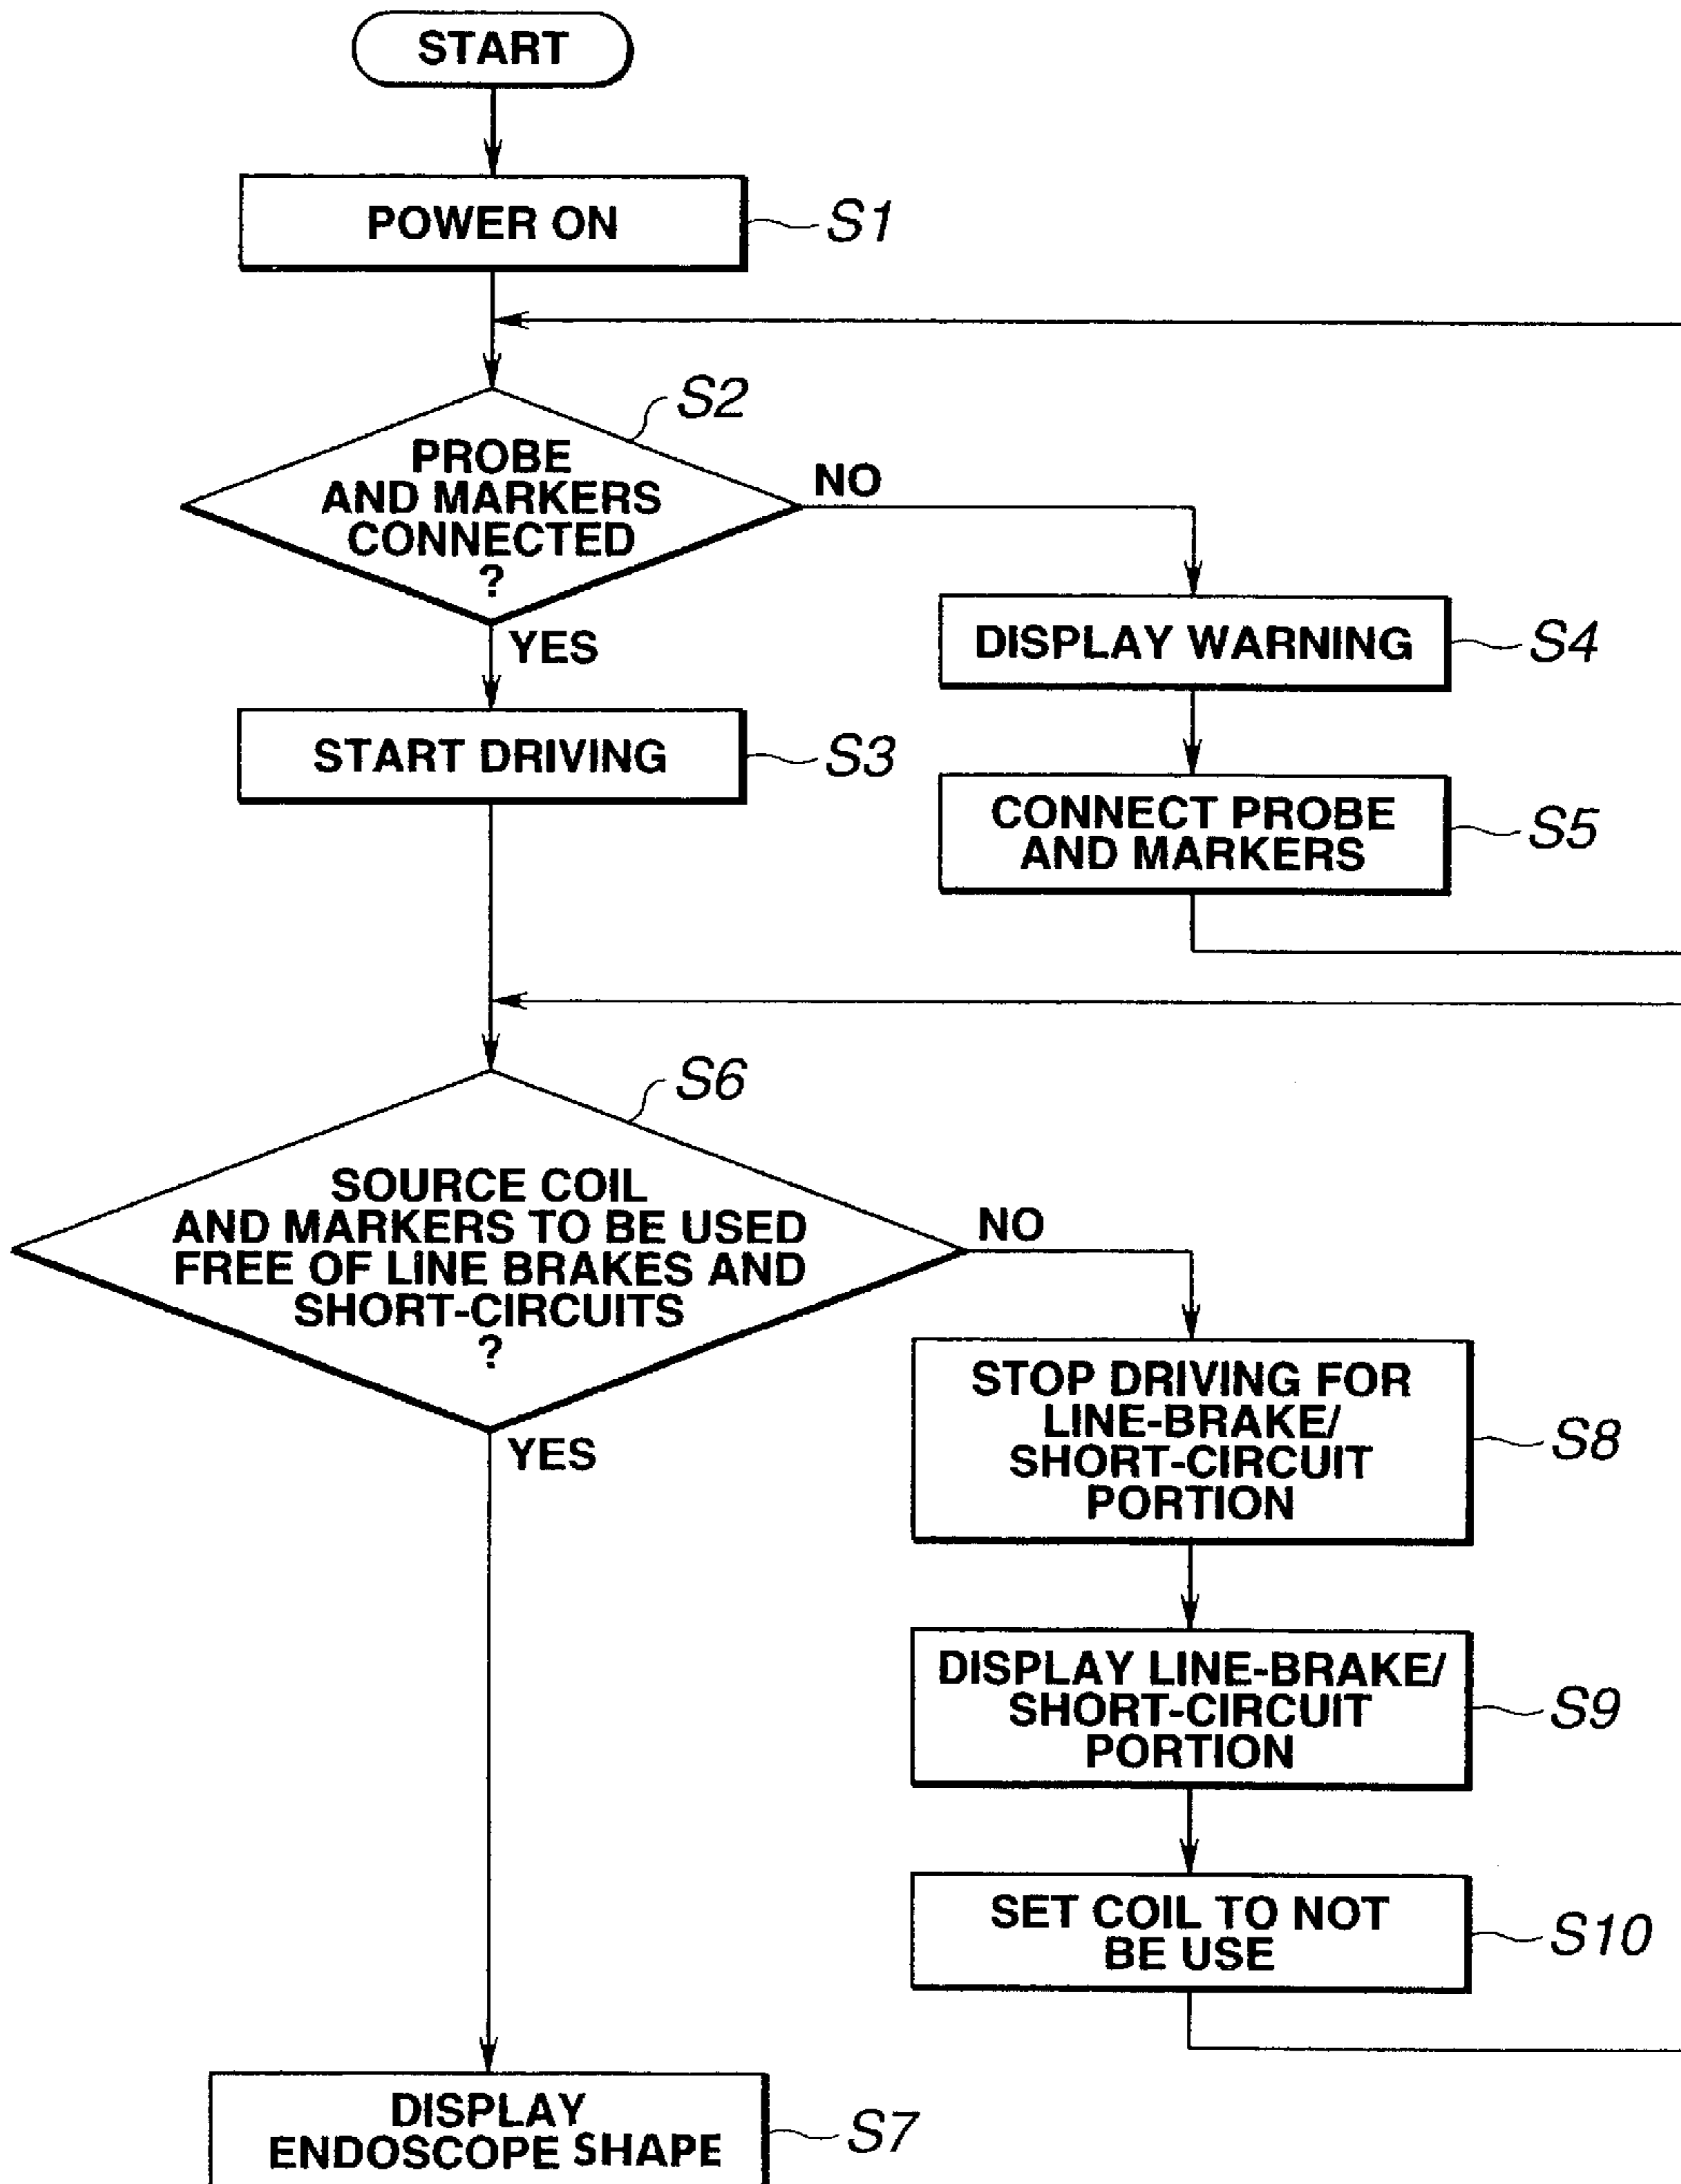 START
POWER ON
S1
S2
PROBE
AND MARKERS
CONNECTED
?
NO
YES
DISPLAY WARNING
S4
START DRIVING
S3
CONNECT PROBE
AND MARKERS
S5
S6
SOURCE COIL
AND MARKERS TO BE USED
FREE OF LINE BRAKES AND
SHORT-CIRCUITS
?
NO
YES
STOP DRIVING FOR
LINE-BRAKE/
SHORT-CIRCUIT
PORTION
S8
DISPLAY LINE-BRAKE/
SHORT-CIRCUIT
PORTION
S9
SET COIL TO NOT
BE USE
S10
DISPLAY
ENDOSCOPE SHAPE
S7